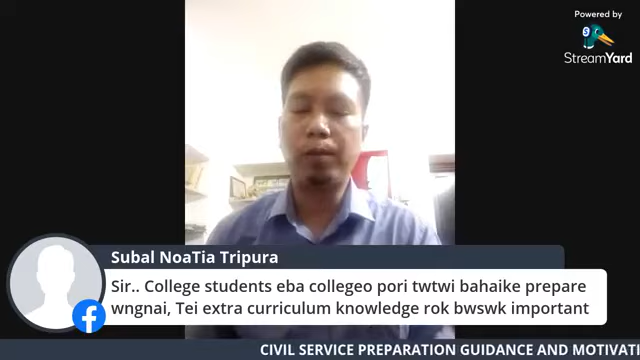 Powered by
StreamYard
Subal NoaTia Tripura
Sir.. College students eba collegeo pori twtwi bahaike prepare
wngnai, Tei extra curriculum knowledge rok bwswk important
CIVIL SERVICE PREPARATION GUIDANCE AND MOTIVATI